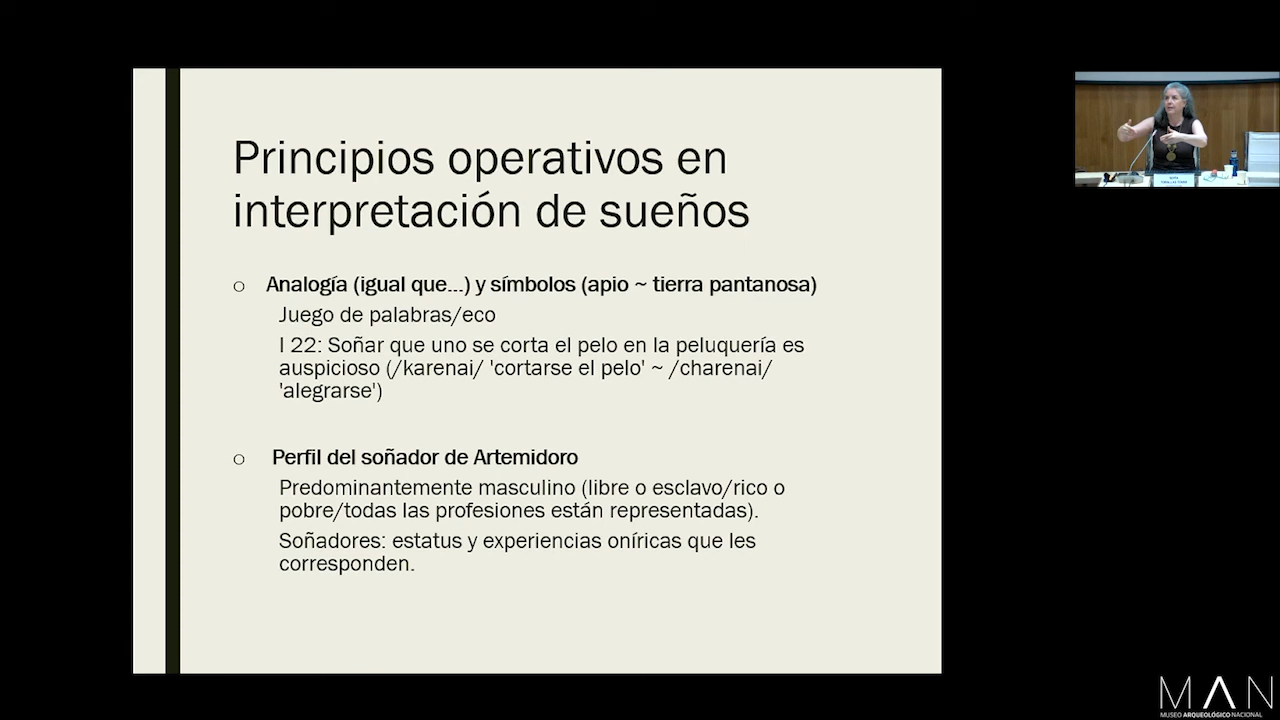 Principios operativos en
interpretación de sueños
o Analogía (igual que...) y símbolos (apio ~ tierra pantanosa)
Juego de palabras/eco
I 22: Soñar que uno se corta el pelo en la peluquería es
auspicioso (/karenai/ 'cortarse el pelo' ~ /charenai/
'alegrarse')
o Perfil del soñador de Artemidoro
Predominantemente masculino (libre o esclavo/rico o
pobre/todas las profesiones están representadas).
Soñadores: estatus y experiencias oníricas que les
corresponden.
MAN
MUSEO ARQUEOLÓGICO NACIONAL